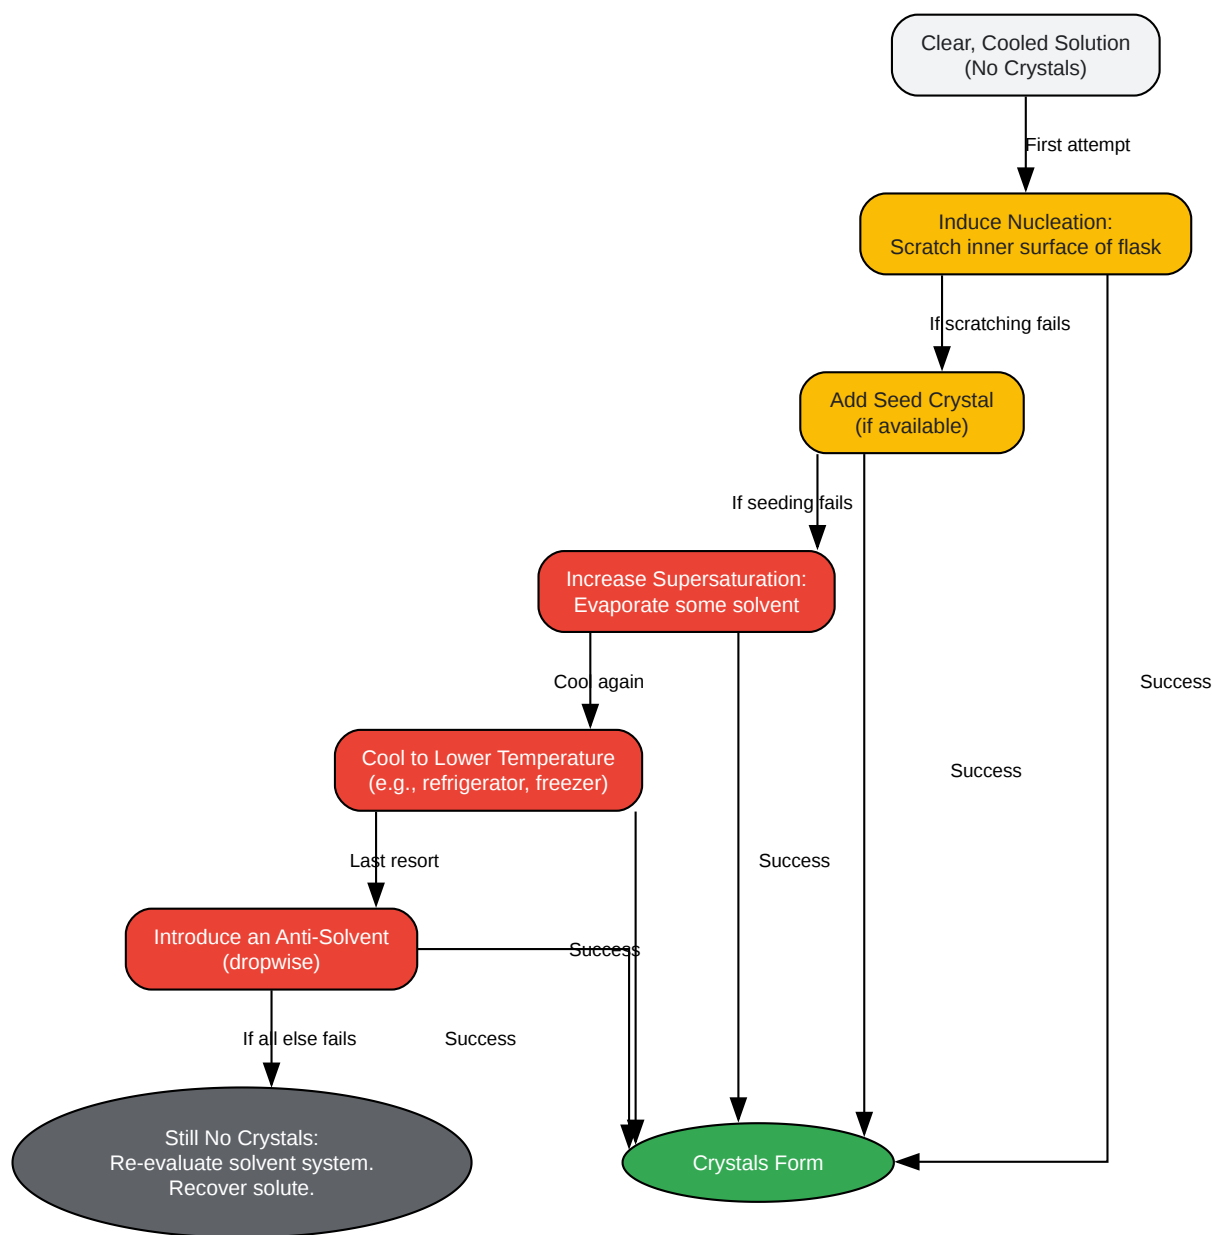 Clear, Cooled Solution
(No Crystals)
First attempt
Induce Nucleation:
Scratch inner surface of flask
If scratching fails
Add Seed Crystal
(if available)
If seeding fails
Increase Supersaturation:
Evaporate some solvent
Cool again
Success
Cool to Lower Temperature
(e.g., refrigerator, freezer)
Success
Last resort
Success
Introduce an Anti-Solvent
(dropwise)
Success
If all else fails
Success
Still No Crystals:
Re-evaluate solvent system.
Recover solute.
Crystals Form